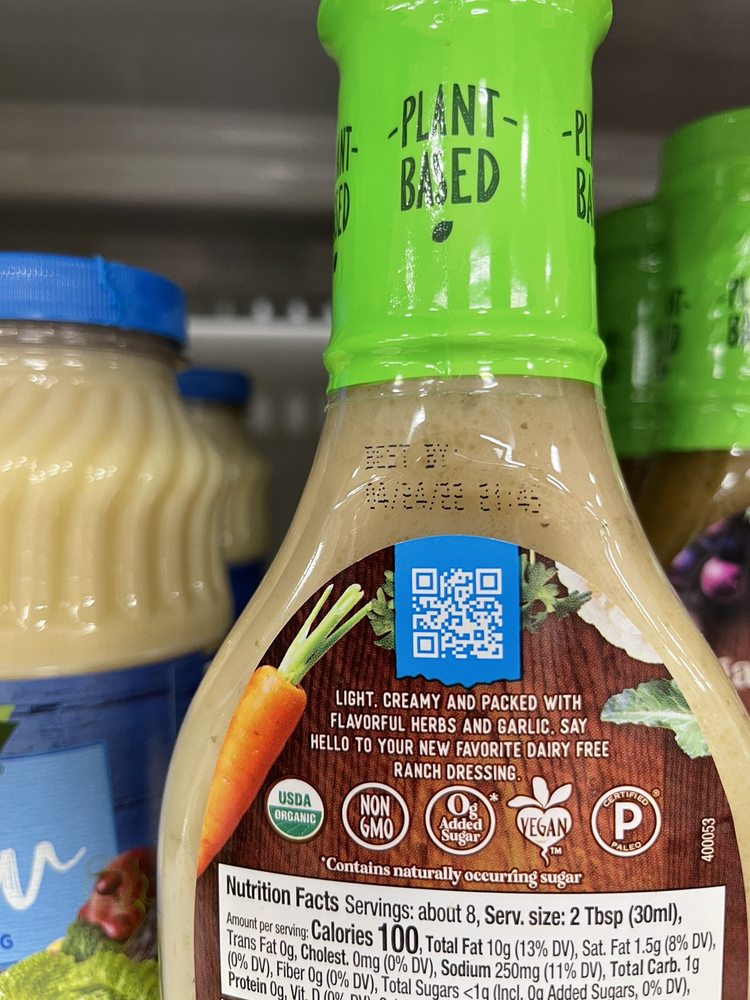 -PLANT-
BASED
BEST BY:
LIGHT, CREAMY AND PACKED WITH
FLAVORFUL HERBS AND GARLIC. SAY
HELLO TO YOUR NEW FAVORITE DAIRY FREE
RANCH DRESSING.
USDA
ORGANIC
NON
GMO
0g*
Added
Sugar
VEGAN
TM
CERTIFIED
P
PALEO
®
400053
*Contains naturally occurring sugar
Nutrition Facts Servings: about 8, Serv. size: 2 Tbsp (30ml),
Amount per serving: Calories 100, Total Fat 10g (13% DV), Sat. Fat 1.5g (8% DV),
Trans Fat 0g, Cholest. 0mg (0% DV), Sodium 250mg (11% DV), Total Carb. 1g
(0% DV), Fiber 0g (0% DV), Total Sugars <1g (Incl. 0g Added Sugars, 0% DV),
Protein 0g, Vit. D (0% DV),